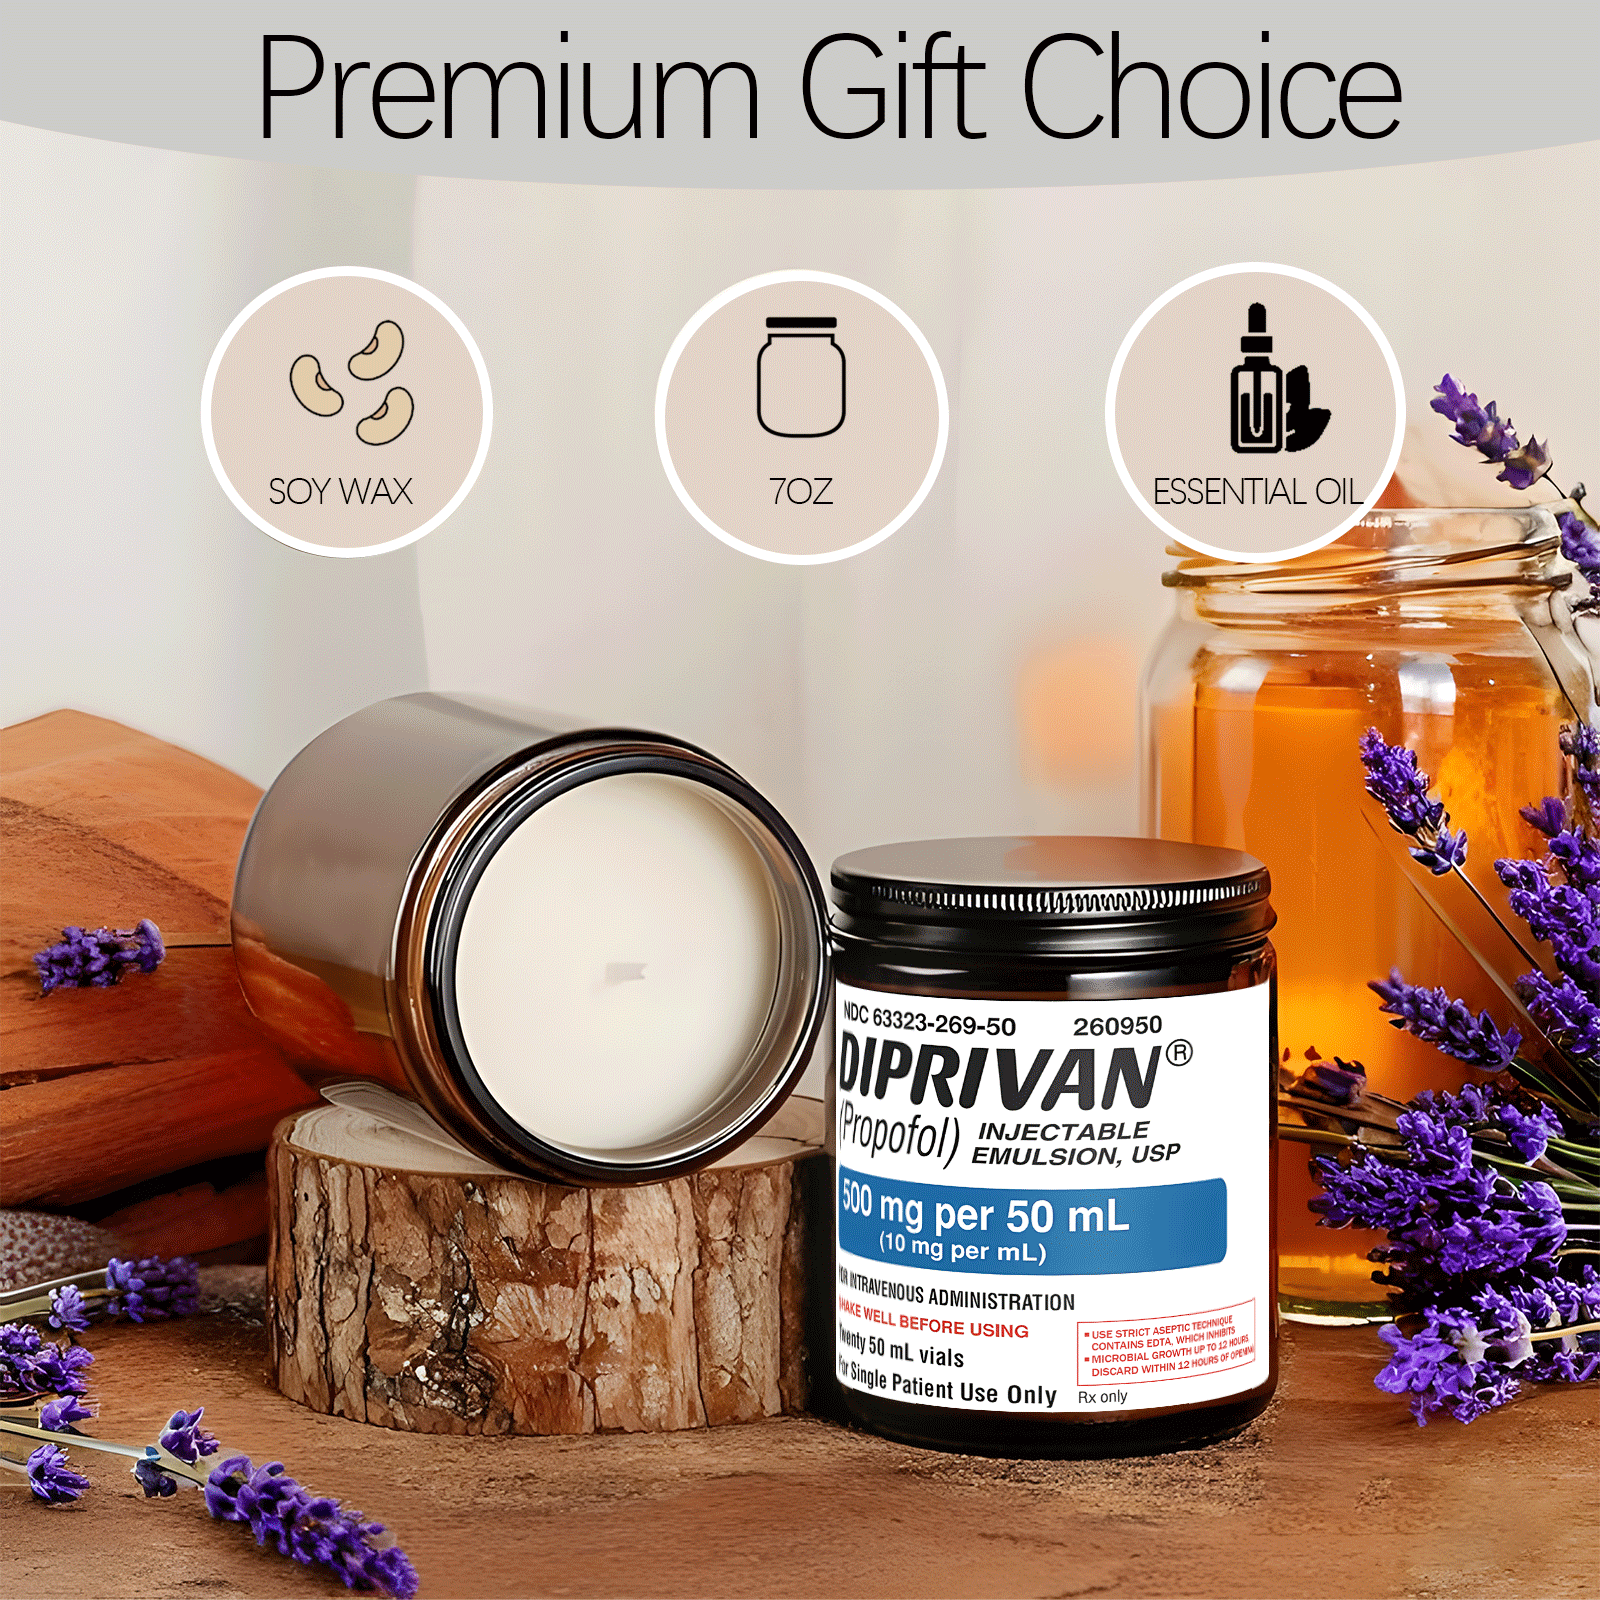 Premium Gift Choice
SOY WAX
7OZ
ESSENTIAL OIL
NDC 63323-269-50 260950
DIPRIVAN®
(Propofol) INJECTABLE
EMULSION, USP
500 mg per 50 mL
(10 mg per mL)
FOR INTRAVENOUS ADMINISTRATION
SHAKE WELL BEFORE USING
Twenty 50 mL vials
For Single Patient Use Only
▪ USE STRICT ASEPTIC TECHNIQUE
CONTAINS EDTA, WHICH INHIBITS
▪ MICROBIAL GROWTH UP TO 12 HOURS
DISCARD WITHIN 12 HOURS OF OPENING
Rx only